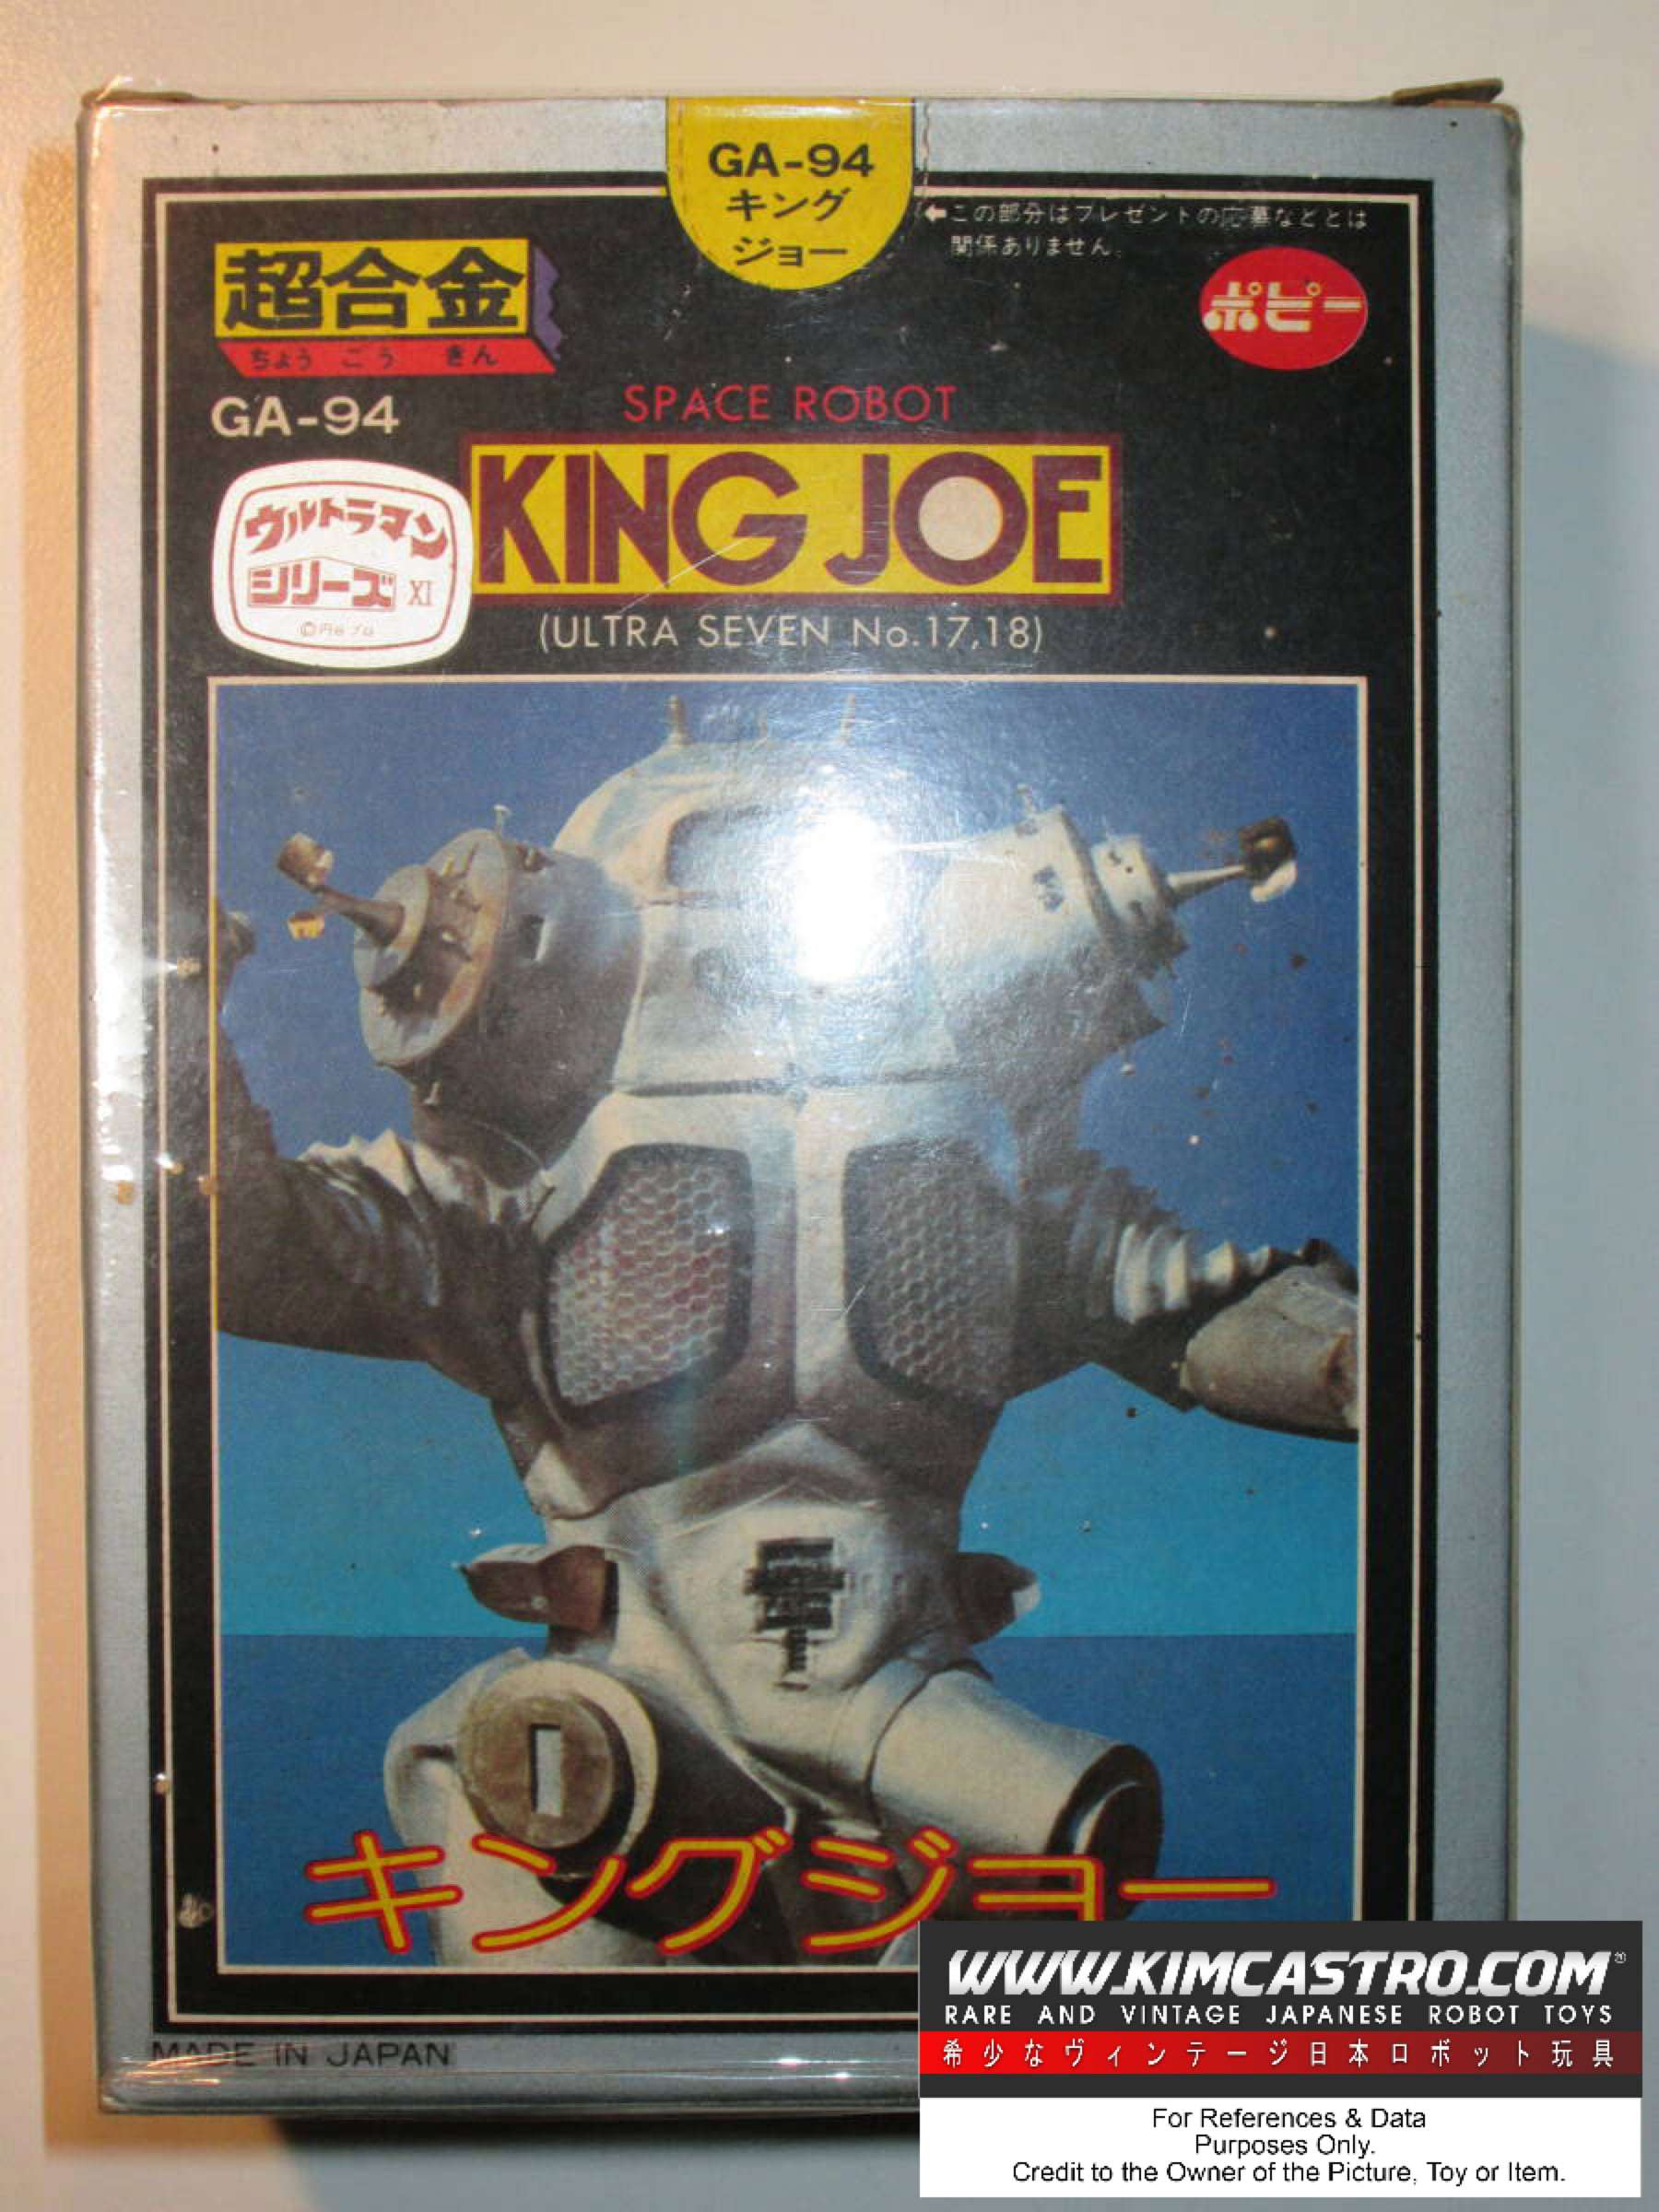 GA-94
キング
ジョー
←この部分はプレゼントの応募などとは
関係ありません。
超合金
ちょう ごう きん
ポピー
GA-94
SPACE ROBOT
KING JOE
ウルトラマン
シリーズ XI
©円谷プロ
(ULTRA SEVEN No.17,18)
キングジョー
MADE IN JAPAN
WWW.KIMCASTRO.COM®
RARE AND VINTAGE JAPANESE ROBOT TOYS
希少なヴィンテージ日本ロボット玩具
For References & Data
Purposes Only.
Credit to the Owner of the Picture, Toy or Item.